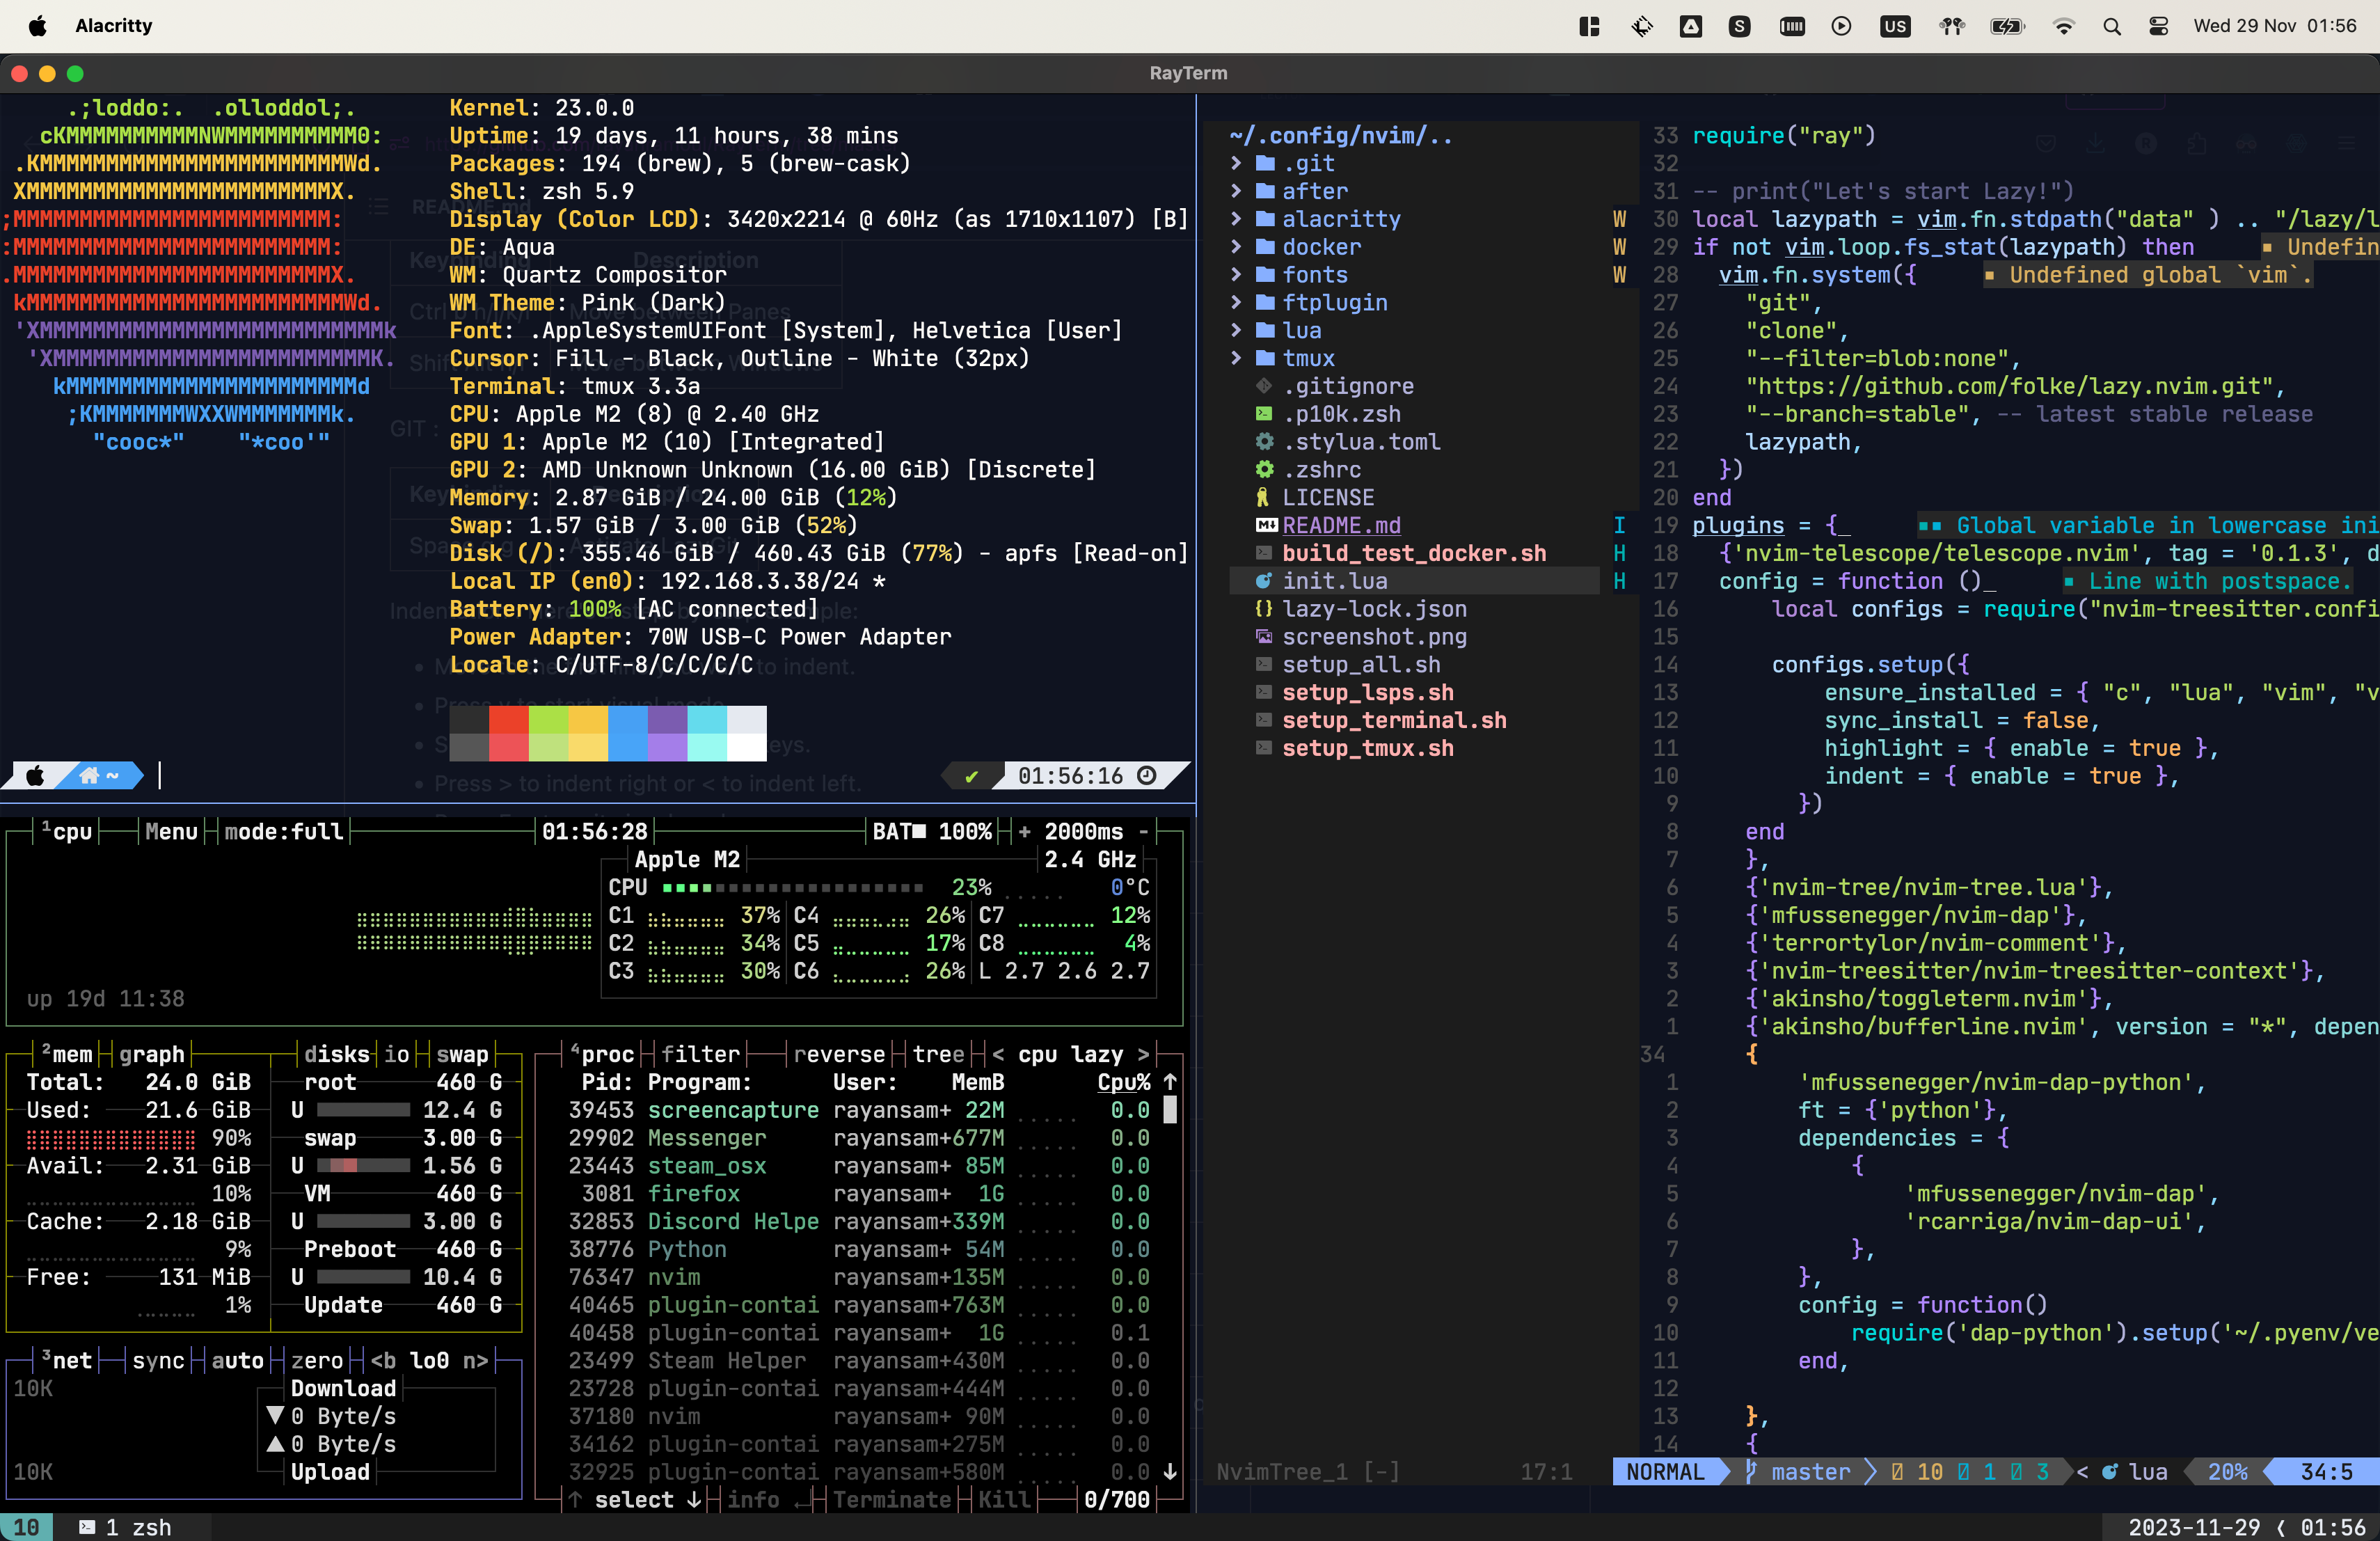 Alacritty
US
Wed 29 Nov 01:56
RayTerm
.;loddo:. .olloddol;.
cKMMMMMMMMMMNWMMMMMMMMMM0:
.KMMMMMMMMMMMMMMMMMMMMMMMWd.
XMMMMMMMMMMMMMMMMMMMMMMMX.
;MMMMMMMMMMMMMMMMMMMMMMMM:
:MMMMMMMMMMMMMMMMMMMMMMMM:
.MMMMMMMMMMMMMMMMMMMMMMMMX.
kMMMMMMMMMMMMMMMMMMMMMMMMWd.
'XMMMMMMMMMMMMMMMMMMMMMMMMMMk
'XMMMMMMMMMMMMMMMMMMMMMMMMK.
kMMMMMMMMMMMMMMMMMMMMMMd
;KMMMMMMMWXXWMMMMMMMk.
"cooc*" "*coo'"
Kernel: 23.0.0
Uptime: 19 days, 11 hours, 38 mins
Packages: 194 (brew), 5 (brew-cask)
Shell: zsh 5.9
Display (Color LCD): 3420x2214 @ 60Hz (as 1710x1107) [B]
DE: Aqua
WM: Quartz Compositor
WM Theme: Pink (Dark)
Font: .AppleSystemUIFont [System], Helvetica [User]
Cursor: Fill - Black, Outline - White (32px)
Terminal: tmux 3.3a
CPU: Apple M2 (8) @ 2.40 GHz
GPU 1: Apple M2 (10) [Integrated]
GPU 2: AMD Unknown Unknown (16.00 GiB) [Discrete]
Memory: 2.87 GiB / 24.00 GiB (12%)
Swap: 1.57 GiB / 3.00 GiB (52%)
Disk (/): 355.46 GiB / 460.43 GiB (77%) - apfs [Read-on]
Local IP (en0): 192.168.3.38/24 *
Battery: 100% [AC connected]
Power Adapter: 70W USB-C Power Adapter
Locale: C/UTF-8/C/C/C/C
~
✔ 01:56:16
¹cpu Menu mode:full 01:56:28 BAT■ 100% + 2000ms -
Apple M2 2.4 GHz
CPU 23% 0°C
C1 37% C4 26% C7 12%
C2 34% C5 17% C8 4%
C3 30% C6 26% L 2.7 2.6 2.7
up 19d 11:38
²mem graph disks io swap
Total: 24.0 GiB root 460 G
Used: 21.6 GiB U 12.4 G
90% swap 3.00 G
Avail: 2.31 GiB U 1.56 G
10% VM 460 G
Cache: 2.18 GiB U 3.00 G
9% Preboot 460 G
Free: 131 MiB U 10.4 G
1% Update 460 G
³net sync auto zero <b lo0 n>
10K Download
▼ 0 Byte/s
▲ 0 Byte/s
10K Upload
⁴proc filter reverse tree < cpu lazy >
Pid: Program: User: MemB Cpu% ↑
39453 screencapture rayansam+ 22M 0.0
29902 Messenger rayansam+677M 0.0
23443 steam_osx rayansam+ 85M 0.0
3081 firefox rayansam+ 1G 0.0
32853 Discord Helpe rayansam+339M 0.0
38776 Python rayansam+ 54M 0.0
76347 nvim rayansam+135M 0.0
40465 plugin-contai rayansam+763M 0.0
40458 plugin-contai rayansam+ 1G 0.1
23499 Steam Helper rayansam+430M 0.0
23728 plugin-contai rayansam+444M 0.0
37180 nvim rayansam+ 90M 0.0
34162 plugin-contai rayansam+275M 0.0
32925 plugin-contai rayansam+580M 0.0 ↓
↑ select ↓ info ↵ Terminate Kill 0/700
~/.config/nvim/..
.git
after
alacritty
docker
fonts
ftplugin
lua
tmux
.gitignore
.p10k.zsh
.stylua.toml
.zshrc
LICENSE
README.md
build_test_docker.sh
init.lua
lazy-lock.json
screenshot.png
setup_all.sh
setup_lsps.sh
setup_terminal.sh
setup_tmux.sh
NvimTree_1 [-] 17:1
33 require("ray")
32
31 -- print("Let's start Lazy!")
W 30 local lazypath = vim.fn.stdpath("data" ) .. "/lazy/l
W 29 if not vim.loop.fs_stat(lazypath) then ▪ Undefin
W 28 vim.fn.system({ ▪ Undefined global `vim`.
27 "git",
26 "clone",
25 "--filter=blob:none",
24 "https://github.com/folke/lazy.nvim.git",
23 "--branch=stable", -- latest stable release
22 lazypath,
21 })
20 end
I 19 plugins = {_ ▪▪ Global variable in lowercase ini
H 18 {'nvim-telescope/telescope.nvim', tag = '0.1.3', d
H 17 config = function ()_ ▪ Line with postspace.
16 local configs = require("nvim-treesitter.confi
15
14 configs.setup({
13 ensure_installed = { "c", "lua", "vim", "v
12 sync_install = false,
11 highlight = { enable = true },
10 indent = { enable = true },
9 })
8 end
7 },
6 {'nvim-tree/nvim-tree.lua'},
5 {'mfussenegger/nvim-dap'},
4 {'terrortylor/nvim-comment'},
3 {'nvim-treesitter/nvim-treesitter-context'},
2 {'akinsho/toggleterm.nvim'},
1 {'akinsho/bufferline.nvim', version = "*", depen
34 {
1 'mfussenegger/nvim-dap-python',
2 ft = {'python'},
3 dependencies = {
4 {
5 'mfussenegger/nvim-dap',
6 'rcarriga/nvim-dap-ui',
7 },
8 },
9 config = function()
10 require('dap-python').setup('~/.pyenv/ve
11 end,
12
13 },
14 {
NORMAL master 10 1 3 < lua 20% 34:5
10 1 zsh
2023-11-29 ⟨ 01:56